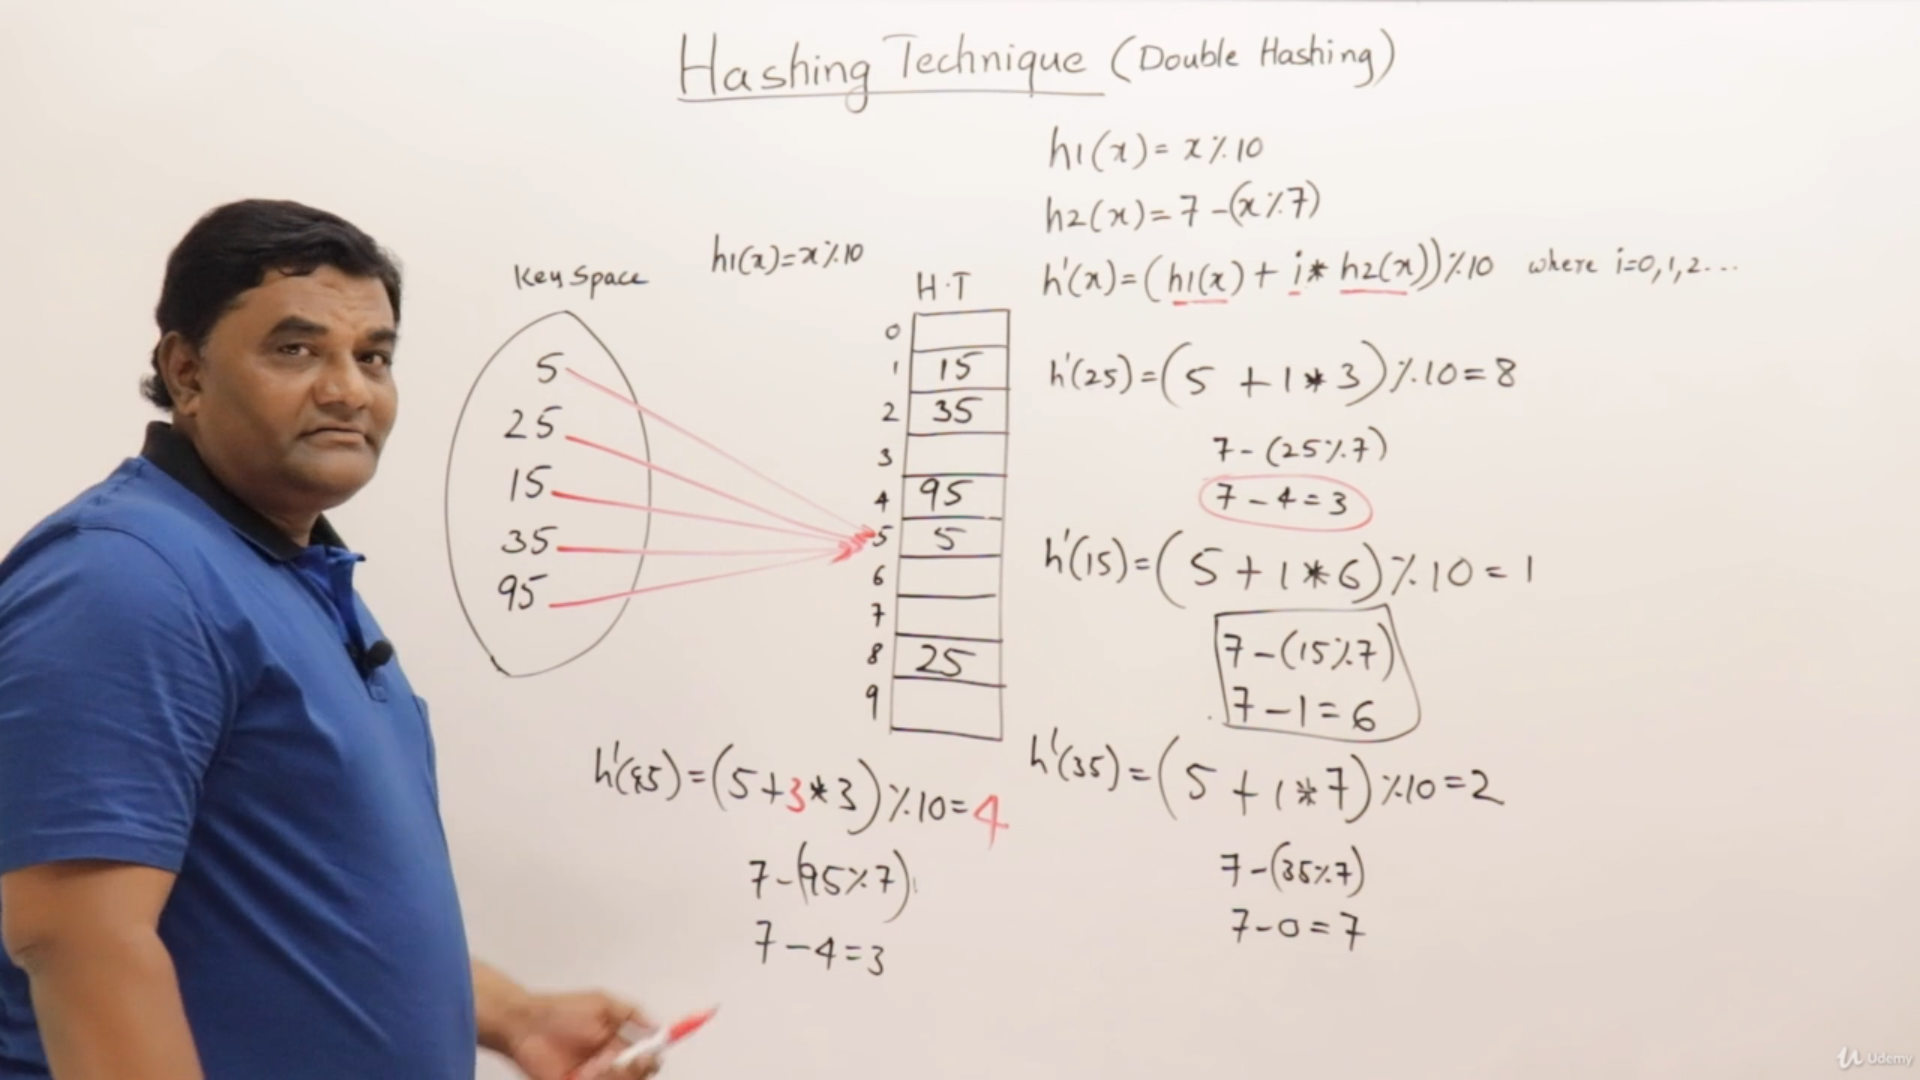 Hashing Technique (Double Hashing)
h1(x) = x%10
h2(x) = 7-(x%7)
h'(x) = (h1(x) + i* h2(x))%10 where i=0,1,2...
Key Space
5
25
15
35
95
h1(x)=x%10
H.T
0
1 15
2 35
3
4 95
5 5
6
7
8 25
9
h'(25) = (5 + 1*3)%10 = 8
7-(25%7)
7-4=3
h'(15) = (5 + 1*6)%10 = 1
7-(15%7)
7-1=6
h'(35) = (5 + 1*7)%10=2
7-(35%7)
7-0=7
h'(95) = (5+3*3)%10=4
7-(95%7)
7-4=3
Udemy